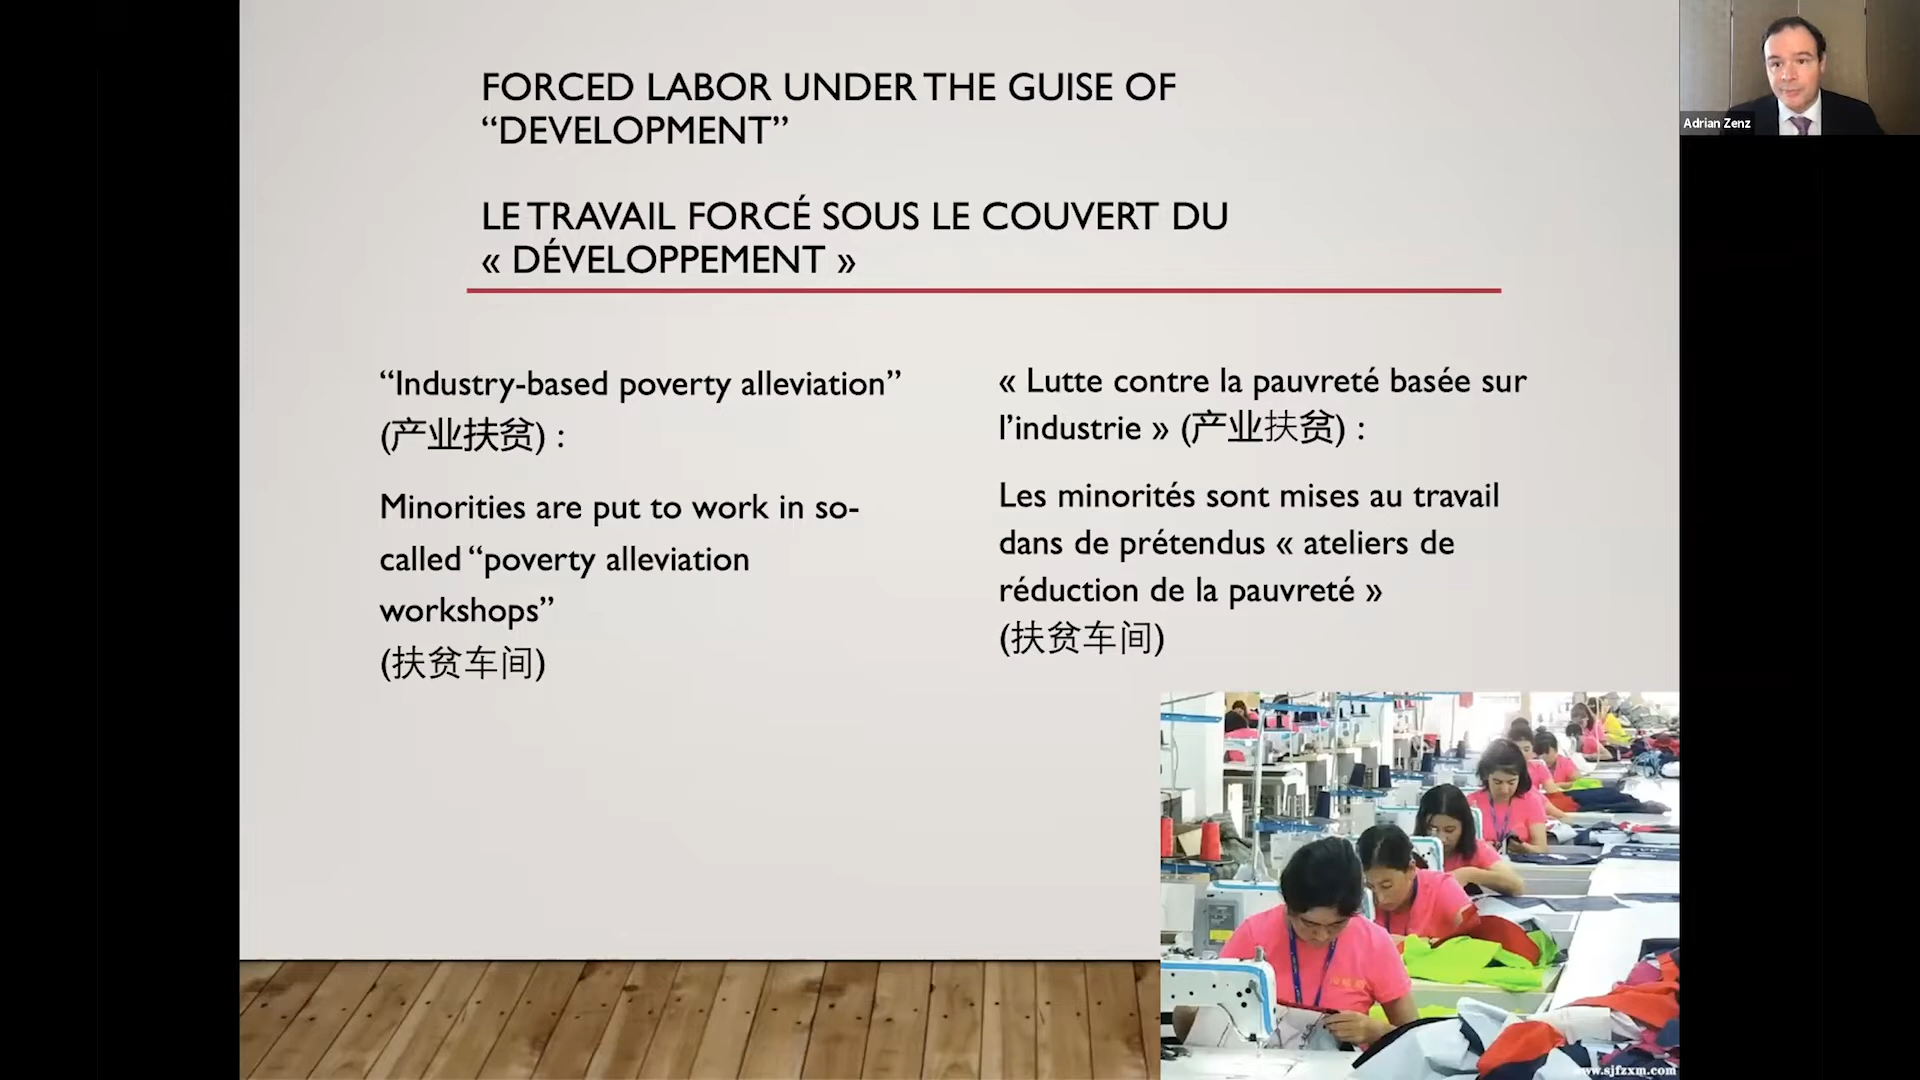 FORCED LABOR UNDER THE GUISE OF
“DEVELOPMENT”
LE TRAVAIL FORCÉ SOUS LE COUVERT DU
« DÉVELOPPEMENT »
“Industry-based poverty alleviation”
(产业扶贫) :
Minorities are put to work in so-
called “poverty alleviation
workshops”
(扶贫车间)
« Lutte contre la pauvreté basée sur
l’industrie » (产业扶贫) :
Les minorités sont mises au travail
dans de prétendus « ateliers de
réduction de la pauvreté »
(扶贫车间)
www.sjfzxm.com
Adrian Zenz